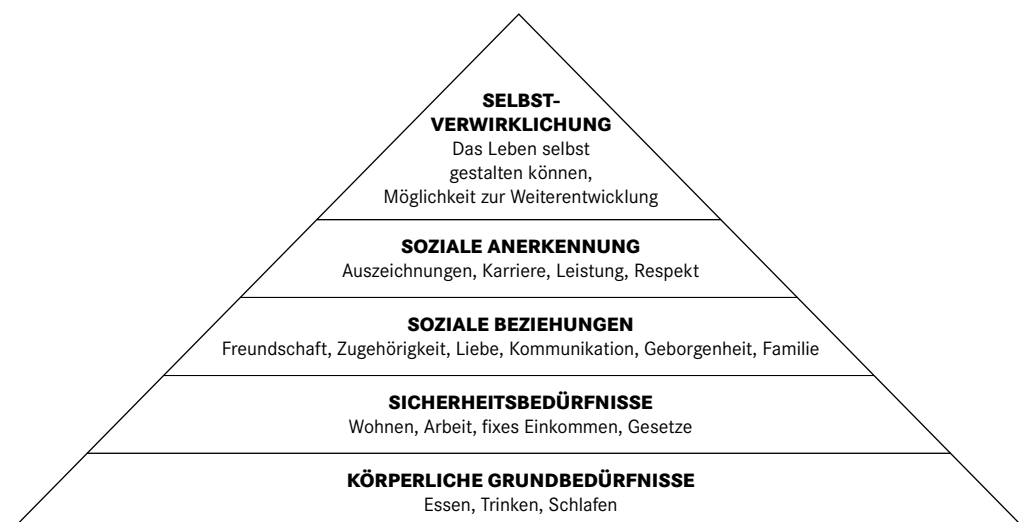 SELBST-
VERWIRKLICHUNG
Das Leben selbst
gestalten können,
Möglichkeit zur Weiterentwicklung
SOZIALE ANERKENNUNG
Auszeichnungen, Karriere, Leistung, Respekt
SOZIALE BEZIEHUNGEN
Freundschaft, Zugehörigkeit, Liebe, Kommunikation, Geborgenheit, Familie
SICHERHEITSBEDÜRFNISSE
Wohnen, Arbeit, fixes Einkommen, Gesetze
KÖRPERLICHE GRUNDBEDÜRFNISSE
Essen, Trinken, Schlafen